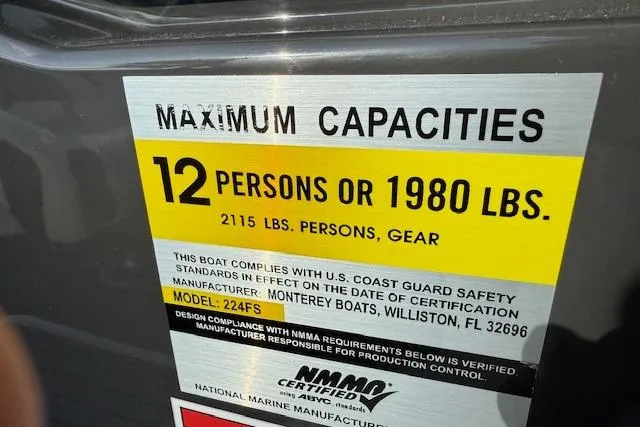 MAXIMUM CAPACITIES
12 PERSONS OR 1980 LBS.
2115 LBS. PERSONS, GEAR
THIS BOAT COMPLIES WITH U.S. COAST GUARD SAFETY
STANDARDS IN EFFECT ON THE DATE OF CERTIFICATION
MANUFACTURER: MONTEREY BOATS, WILLISTON, FL 32696
MODEL: 224FS
DESIGN COMPLIANCE WITH NMMA REQUIREMENTS BELOW IS VERIFIED.
MANUFACTURER RESPONSIBLE FOR PRODUCTION CONTROL.
NMMA®
CERTIFIED
using ABYC. standards
NATIONAL MARINE MANUFACTURE